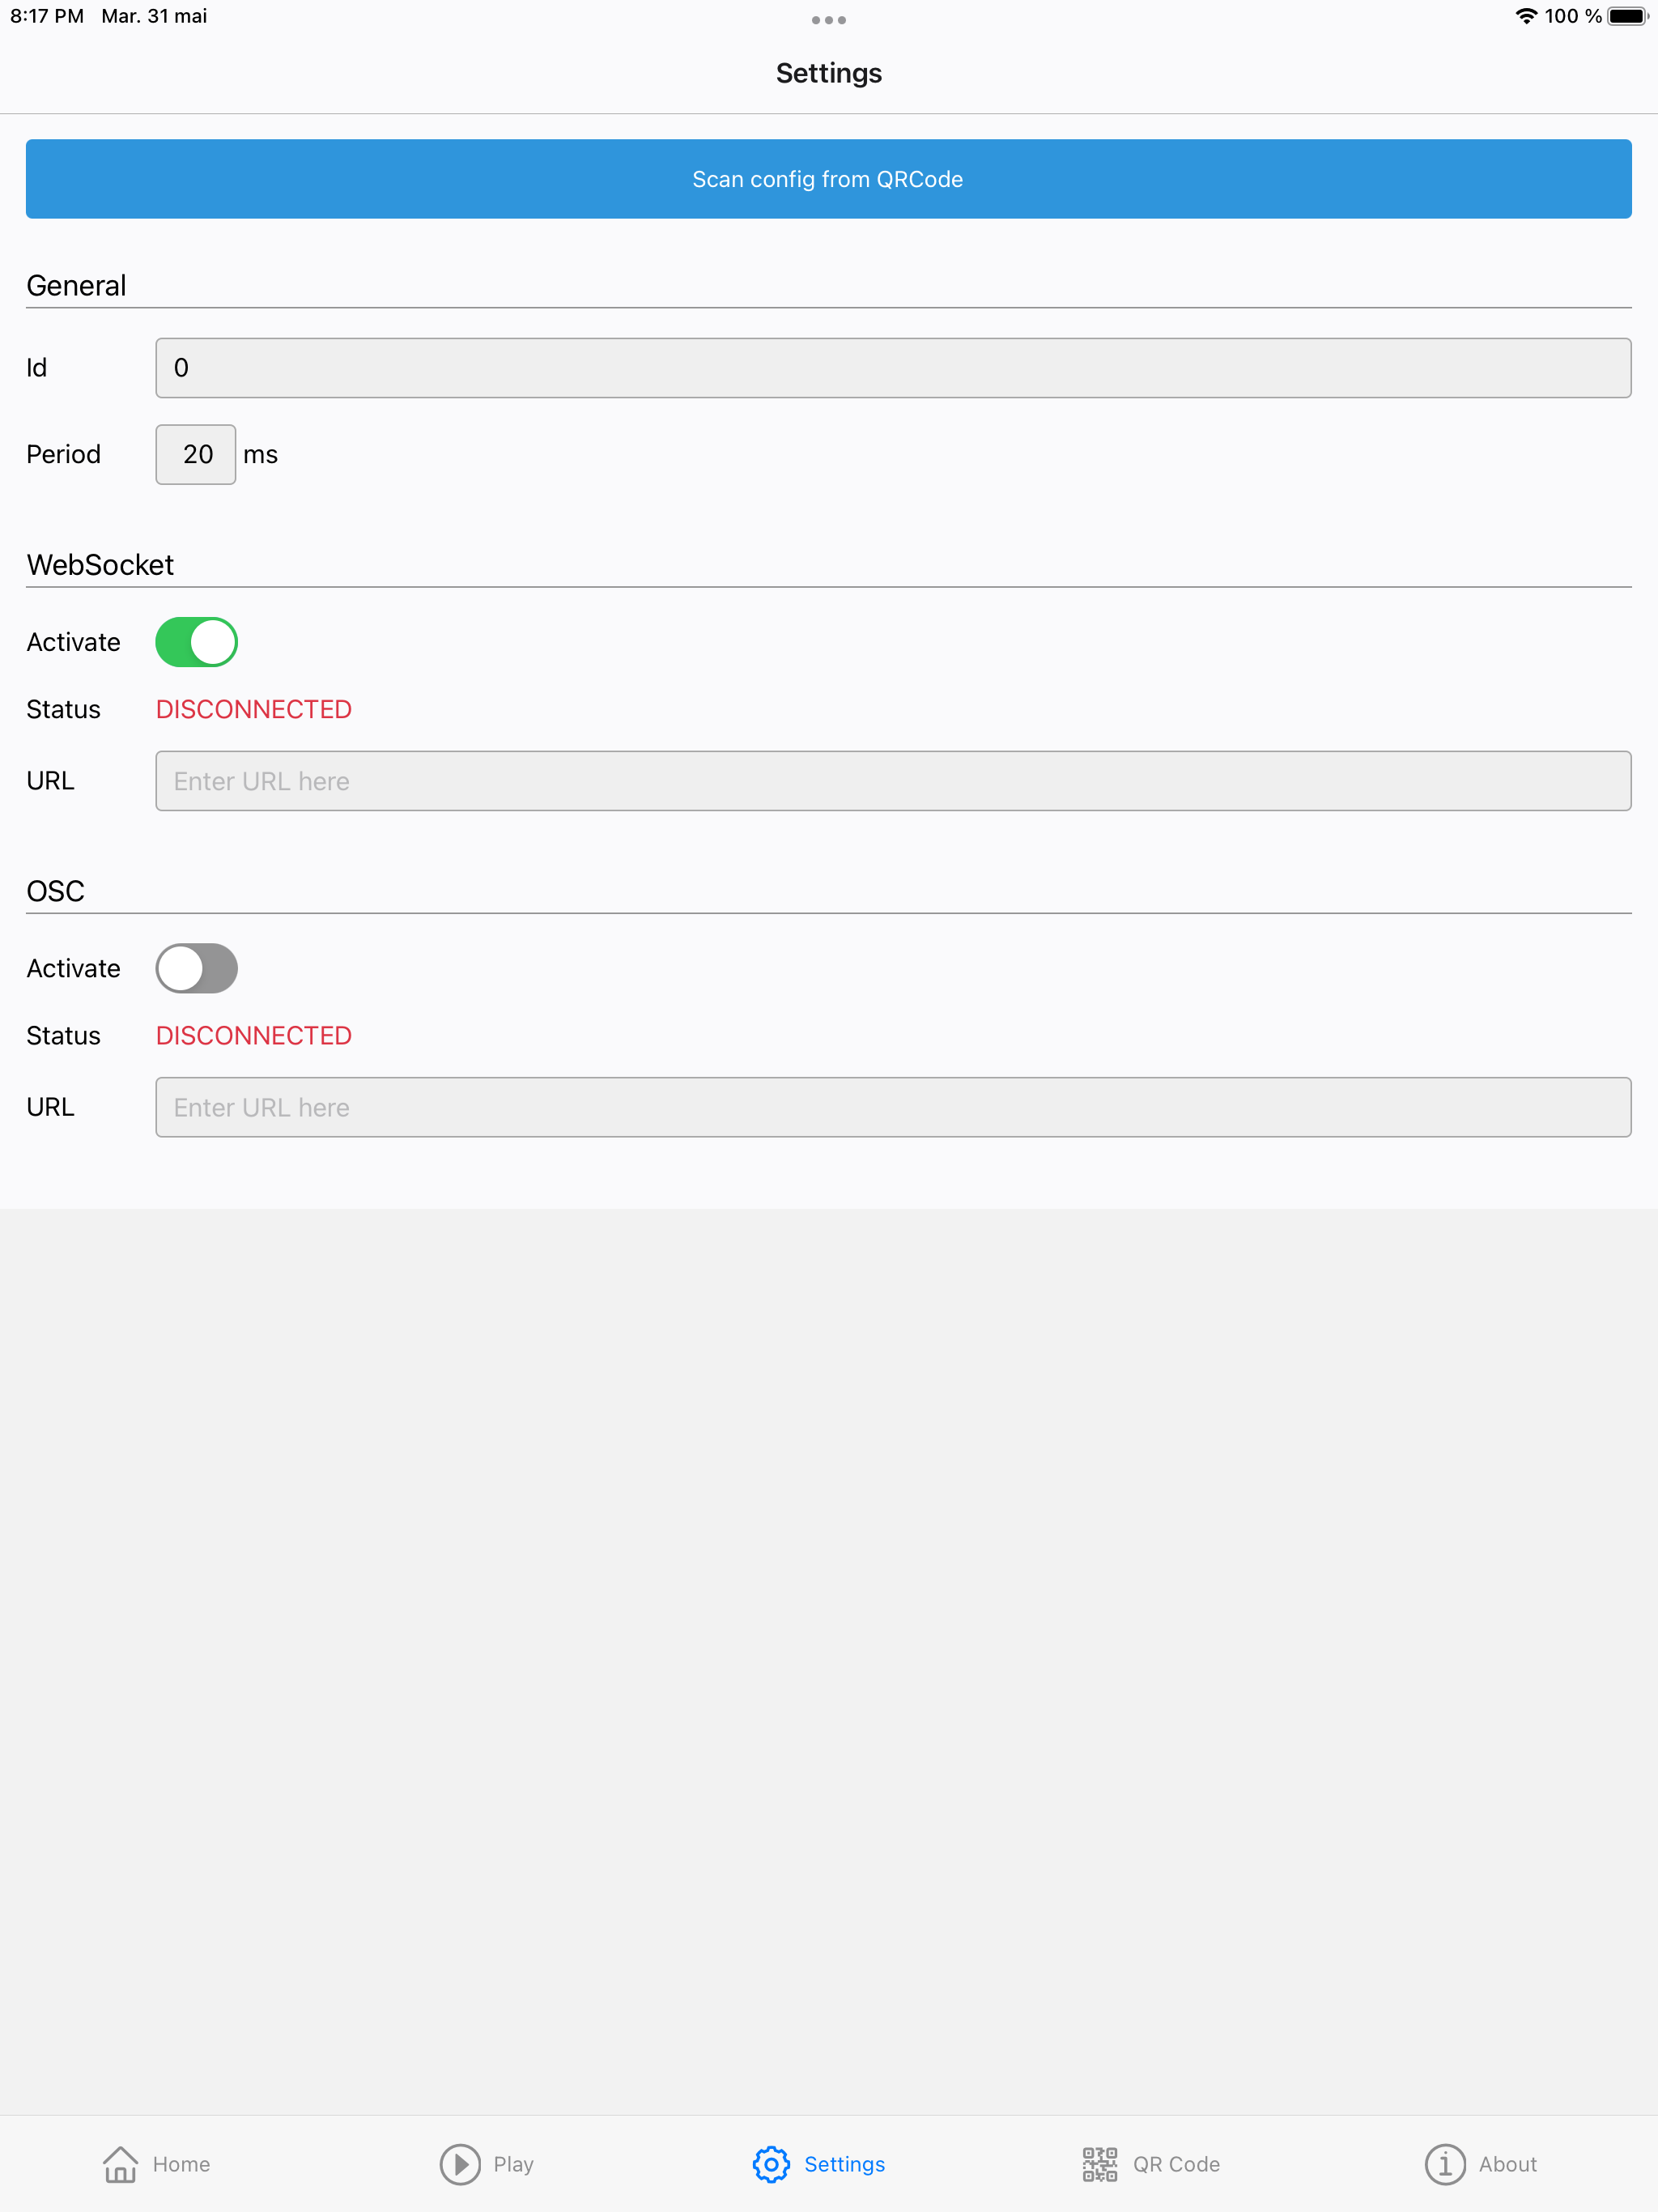 8:17 PM Mar. 31 mai
100 %
Settings
Scan config from QRCode
General
Id 0
Period 20 ms
WebSocket
Activate
Status DISCONNECTED
URL Enter URL here
OSC
Activate
Status DISCONNECTED
URL Enter URL here
Home Play Settings QR Code About